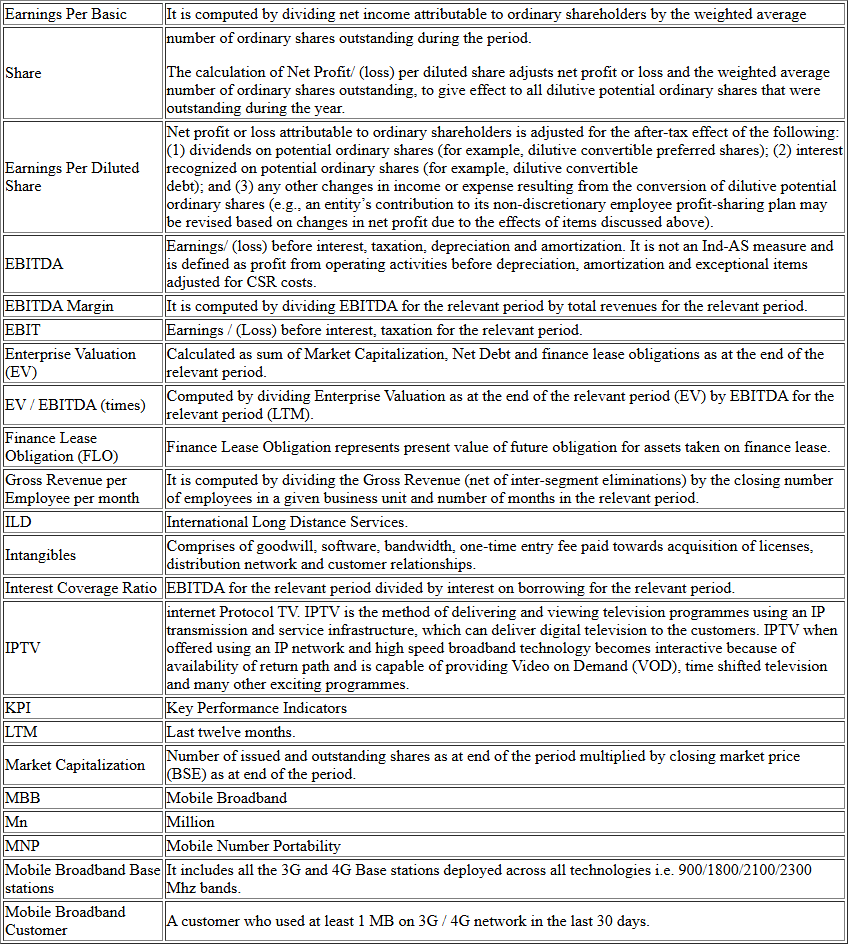 Earnings Per Basic
It is computed by dividing net income attributable to ordinary shareholders by the weighted average
Share
number of ordinary shares outstanding during the period.
The calculation of Net Profit/ (loss) per diluted share adjusts net profit or loss and the weighted average
number of ordinary shares outstanding, to give effect to all dilutive potential ordinary shares that were
outstanding during the year.
Earnings Per Diluted
Share
Net profit or loss attributable to ordinary shareholders is adjusted for the after-tax effect of the following:
(1) dividends on potential ordinary shares (for example, dilutive convertible preferred shares); (2) interest
recognized on potential ordinary shares (for example, dilutive convertible
debt); and (3) any other changes in income or expense resulting from the conversion of dilutive potential
ordinary shares (e.g., an entity’s contribution to its non-discretionary employee profit-sharing plan may
be revised based on changes in net profit due to the effects of items discussed above).
EBITDA
Earnings/ (loss) before interest, taxation, depreciation and amortization. It is not an Ind-AS measure and
is defined as profit from operating activities before depreciation, amortization and exceptional items
adjusted for CSR costs.
EBITDA Margin
It is computed by dividing EBITDA for the relevant period by total revenues for the relevant period.
EBIT
Earnings / (Loss) before interest, taxation for the relevant period.
Enterprise Valuation
(EV)
Calculated as sum of Market Capitalization, Net Debt and finance lease obligations as at the end of the
relevant period.
EV / EBITDA (times)
Computed by dividing Enterprise Valuation as at the end of the relevant period (EV) by EBITDA for the
relevant period (LTM).
Finance Lease
Obligation (FLO)
Finance Lease Obligation represents present value of future obligation for assets taken on finance lease.
Gross Revenue per
Employee per month
It is computed by dividing the Gross Revenue (net of inter-segment eliminations) by the closing number
of employees in a given business unit and number of months in the relevant period.
ILD
International Long Distance Services.
Intangibles
Comprises of goodwill, software, bandwidth, one-time entry fee paid towards acquisition of licenses,
distribution network and customer relationships.
Interest Coverage Ratio
EBITDA for the relevant period divided by interest on borrowing for the relevant period.
IPTV
internet Protocol TV. IPTV is the method of delivering and viewing television programmes using an IP
transmission and service infrastructure, which can deliver digital television to the customers. IPTV when
offered using an IP network and high speed broadband technology becomes interactive because of
availability of return path and is capable of providing Video on Demand (VOD), time shifted television
and many other exciting programmes.
KPI
Key Performance Indicators
LTM
Last twelve months.
Market Capitalization
Number of issued and outstanding shares as at end of the period multiplied by closing market price
(BSE) as at end of the period.
MBB
Mobile Broadband
Mn
Million
MNP
Mobile Number Portability
Mobile Broadband Base
stations
It includes all the 3G and 4G Base stations deployed across all technologies i.e. 900/1800/2100/2300
Mhz bands.
Mobile Broadband
Customer
A customer who used at least 1 MB on 3G / 4G network in the last 30 days.